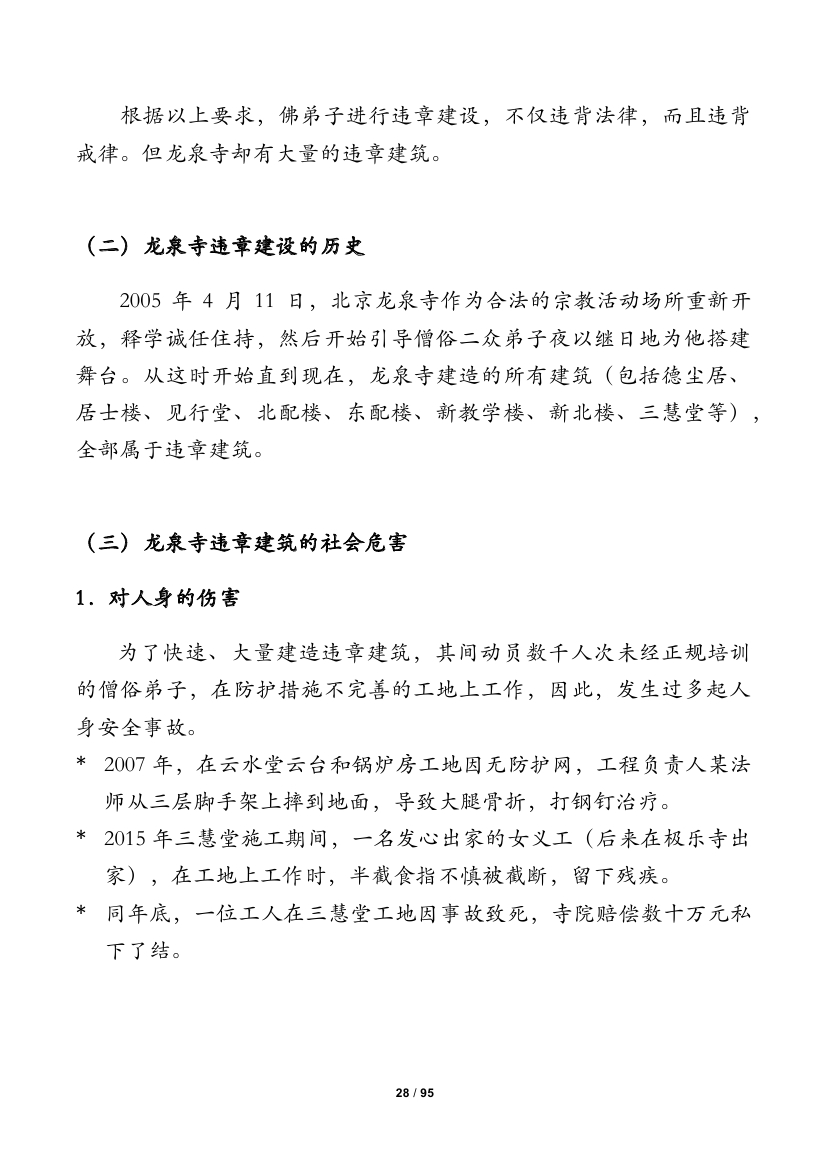 根据以上要求，佛弟子进行违章建设，不仅违背法律，而且违背
戒律。但龙泉寺却有大量的违章建筑。
（二）龙泉寺违章建设的历史
2005 年 4 月 11 日，北京龙泉寺作为合法的宗教活动场所重新开
放，释学诚任住持，然后开始引导僧俗二众弟子夜以继日地为他搭建
舞台。从这时开始直到现在，龙泉寺建造的所有建筑（包括德尘居、
居士楼、见行堂、北配楼、东配楼、新教学楼、新北楼、三慧堂等），
全部属于违章建筑。
（三）龙泉寺违章建筑的社会危害
1. 对人身的伤害
为了快速、大量建造违章建筑，其间动员数千人次未经正规培训
的僧俗弟子，在防护措施不完善的工地上工作，因此，发生过多起人
身安全事故。
* 2007 年，在云水堂云台和锅炉房工地因无防护网，工程负责人某法
师从三层脚手架上摔到地面，导致大腿骨折，打钢钉治疗。
* 2015 年三慧堂施工期间，一名发心出家的女义工（后来在极乐寺出
家），在工地上工作时，半截食指不慎被截断，留下残疾。
* 同年底，一位工人在三慧堂工地因事故致死，寺院赔偿数十万元私
下了结。
28 / 95